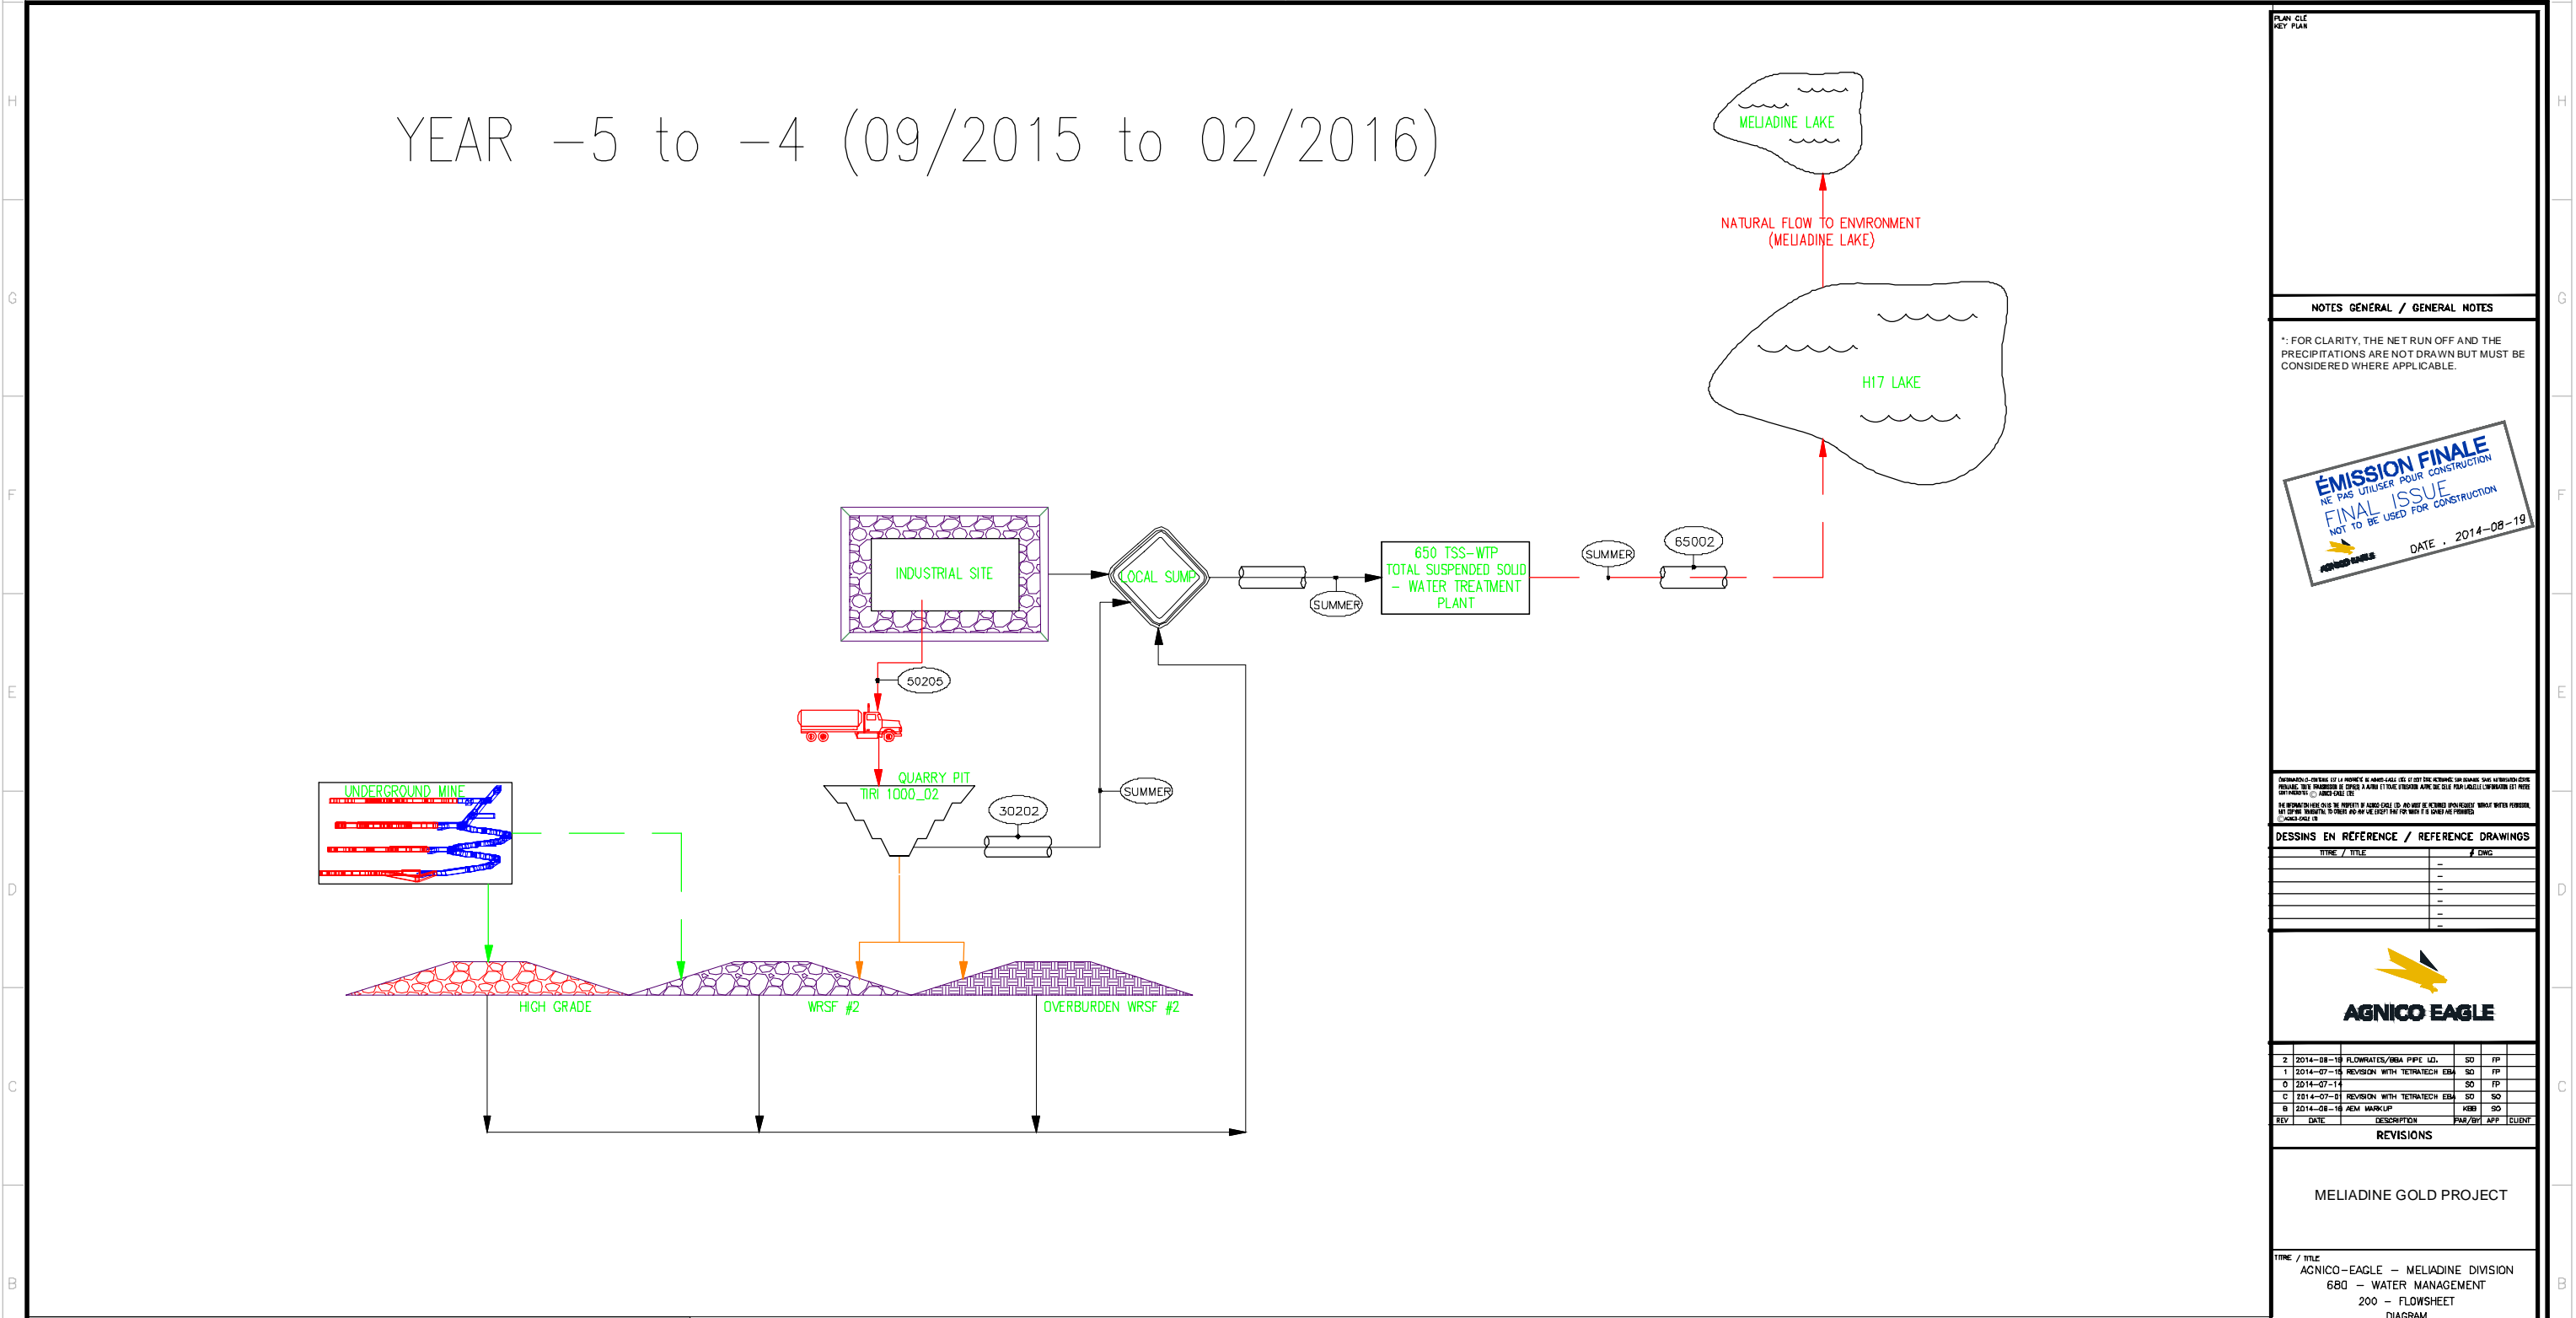 YEAR -5 to -4 (09/2015 to 02/2016)
MELIADINE LAKE
NATURAL FLOW TO ENVIRONMENT
(MELIADINE LAKE)
H17 LAKE
INDUSTRIAL SITE
LOCAL SUMP
SUMMER
650 TSS-WTP
TOTAL SUSPENDED SOLID
- WATER TREATMENT
PLANT
SUMMER
65002
50205
QUARRY PIT
TIRI 1000_02
30202
SUMMER
UNDERGROUND MINE
HIGH GRADE
WRSF #2
OVERBURDEN WRSF #2
H
G
F
E
D
C
B
H
G
F
E
D
C
B
PLAN CLÉ
KEY PLAN
NOTES GÉNÉRAL / GENERAL NOTES
*: FOR CLARITY, THE NET RUN OFF AND THE
PRECIPITATIONS ARE NOT DRAWN BUT MUST BE
CONSIDERED WHERE APPLICABLE.
ÉMISSION FINALE
NE PAS UTILISER POUR CONSTRUCTION
FINAL ISSUE
NOT TO BE USED FOR CONSTRUCTION
DATE . 2014-08-19
AGNICO EAGLE
DESSINS EN RÉFÉRENCE / REFERENCE DRAWINGS
TITRE / TITLE
# DWG
-
-
-
-
-
-
AGNICO EAGLE
2 2014-08-19 FLOWRATES/BBA PIPE I.D. SO FP
1 2014-07-15 REVISION WITH TETRATECH EBA SO FP
0 2014-07-14 SO FP
C 2014-07-01 REVISION WITH TETRATECH EBA SO SO
B 2014-06-16 AEM MARKUP KBB SO
REV DATE DESCRIPTION PAR/BY APP CLIENT
REVISIONS
MELIADINE GOLD PROJECT
TITRE / TITLE
AGNICO-EAGLE - MELIADINE DIVISION
680 - WATER MANAGEMENT
200 - FLOWSHEET
DIAGRAM